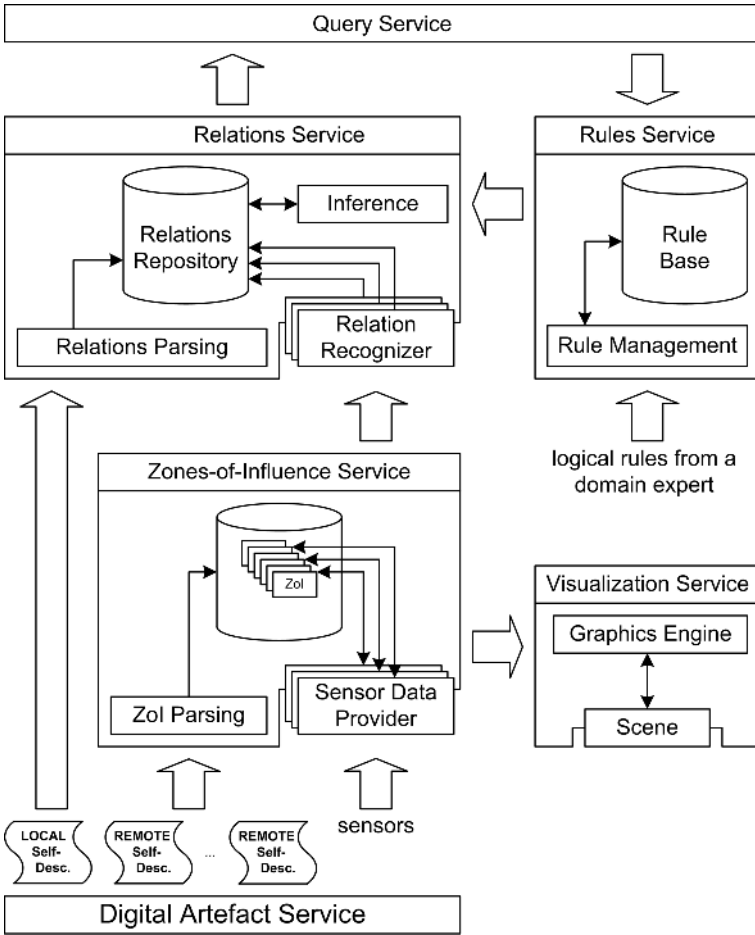 Query Service
Relations Service
Rules Service
Relations
Repository
Inference
Rule
Base
Relations Parsing
Relation
Recognizer
Rule Management
logical rules from a
domain expert
Zones-of-Influence Service
ZoI
ZoI Parsing
Sensor Data
Provider
Visualization Service
Graphics Engine
Scene
sensors
LOCAL
Self-
Desc.
REMOTE
Self-
Desc.
...
REMOTE
Self-
Desc.
Digital Artefact Service